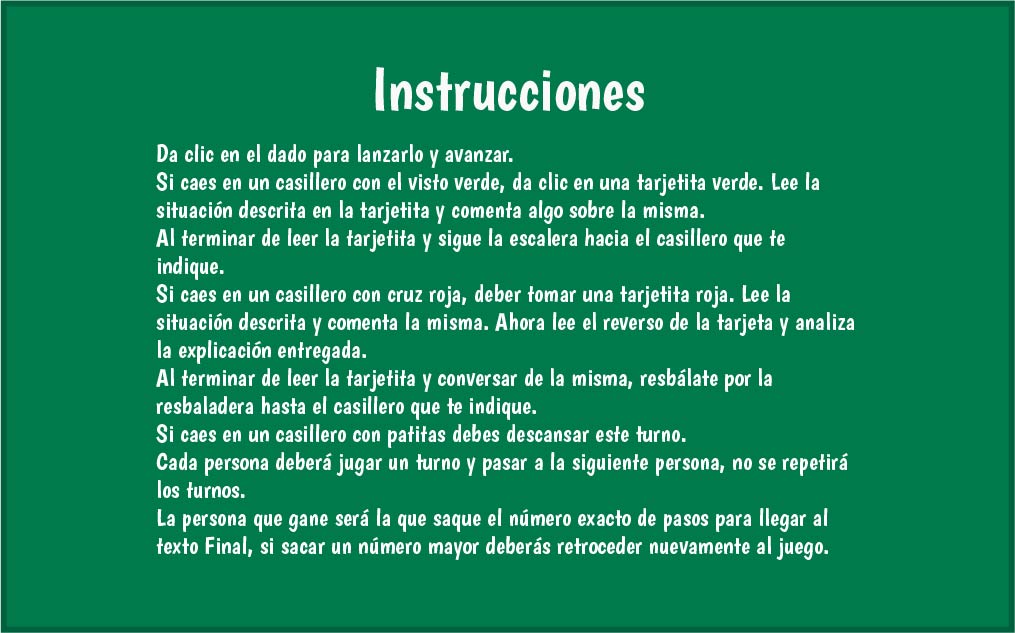 Instrucciones
Da clic en el dado para lanzarlo y avanzar.
Si caes en un casillero con el visto verde, da clic en una tarjetita verde. Lee la
situación descrita en la tarjetita y comenta algo sobre la misma.
Al terminar de leer la tarjetita y sigue la escalera hacia el casillero que te
indique.
Si caes en un casillero con cruz roja, deber tomar una tarjetita roja. Lee la
situación descrita y comenta la misma. Ahora lee el reverso de la tarjeta y analiza
la explicación entregada.
Al terminar de leer la tarjetita y conversar de la misma, resbálate por la
resbaladera hasta el casillero que te indique.
Si caes en un casillero con patitas debes descansar este turno.
Cada persona deberá jugar un turno y pasar a la siguiente persona, no se repetirá
los turnos.
La persona que gane será la que saque el número exacto de pasos para llegar al
texto Final, si sacar un número mayor deberás retroceder nuevamente al juego.